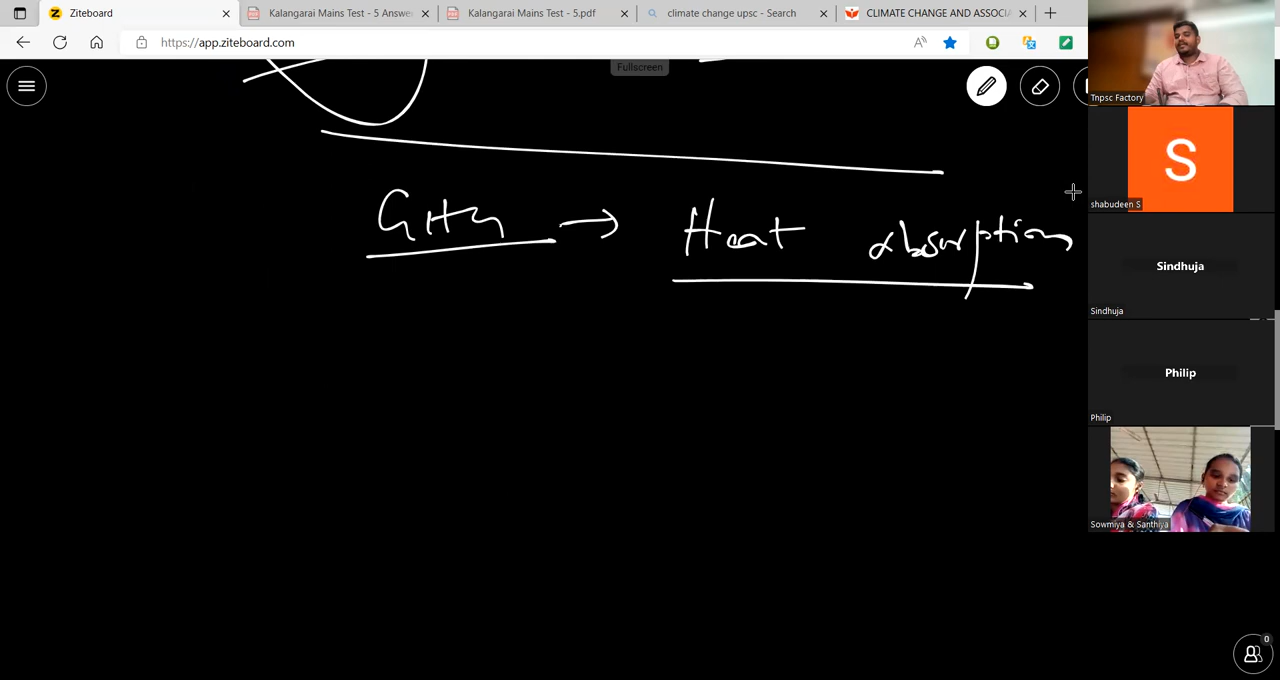 Ziteboard
Kalangarai Mains Test - 5 Answe
Kalangarai Mains Test - 5.pdf
climate change upsc - Search
CLIMATE CHANGE AND ASSOCIA
https://app.ziteboard.com
Fullscreen
GHG → Heat absorption
Tnpsc Factory
S
shabudeen S
Sindhuja
Sindhuja
Philip
Philip
Sowmiya & Santhiya
0